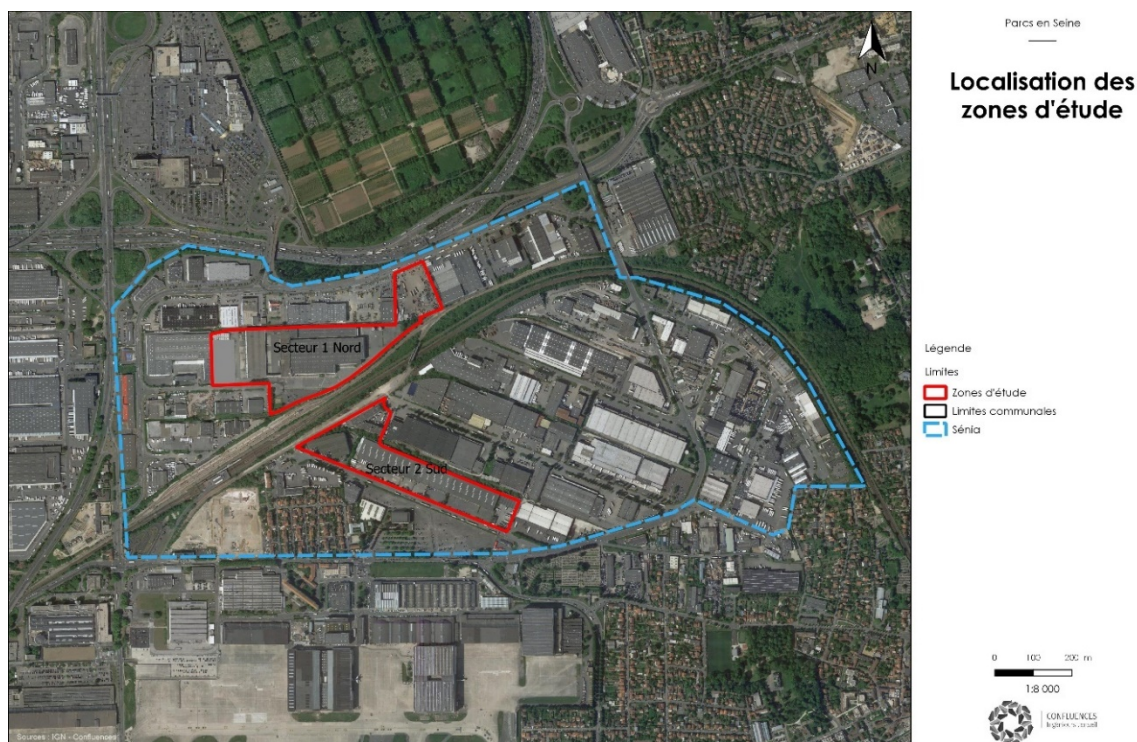 Parcs en Seine
Localisation des
zones d'étude
N
Secteur 1 Nord
Secteur 2 Sud
Légende
Limites
Zones d'étude
Limites communales
Sénia
0 100 200 m
1:8 000
CONFLUENCES
Sources : IGN - Confluences